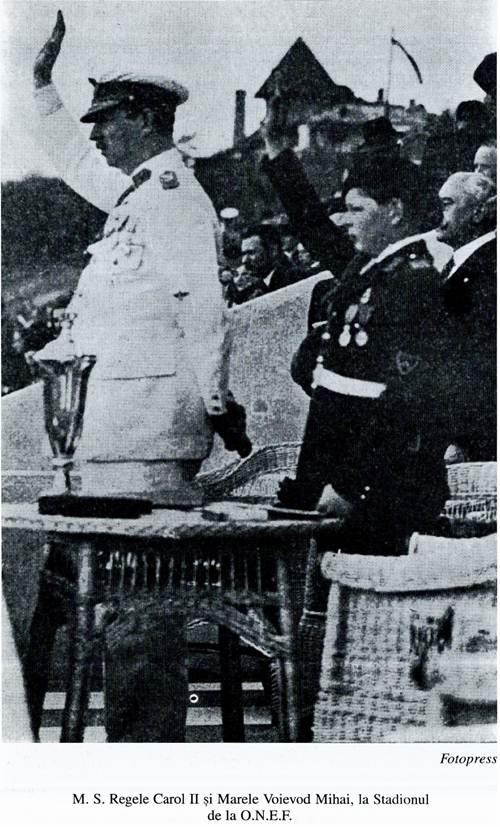 Fotopress
M. S. Regele Carol II și Marele Voievod Mihai, la Stadionul
de la O.N.E.F.